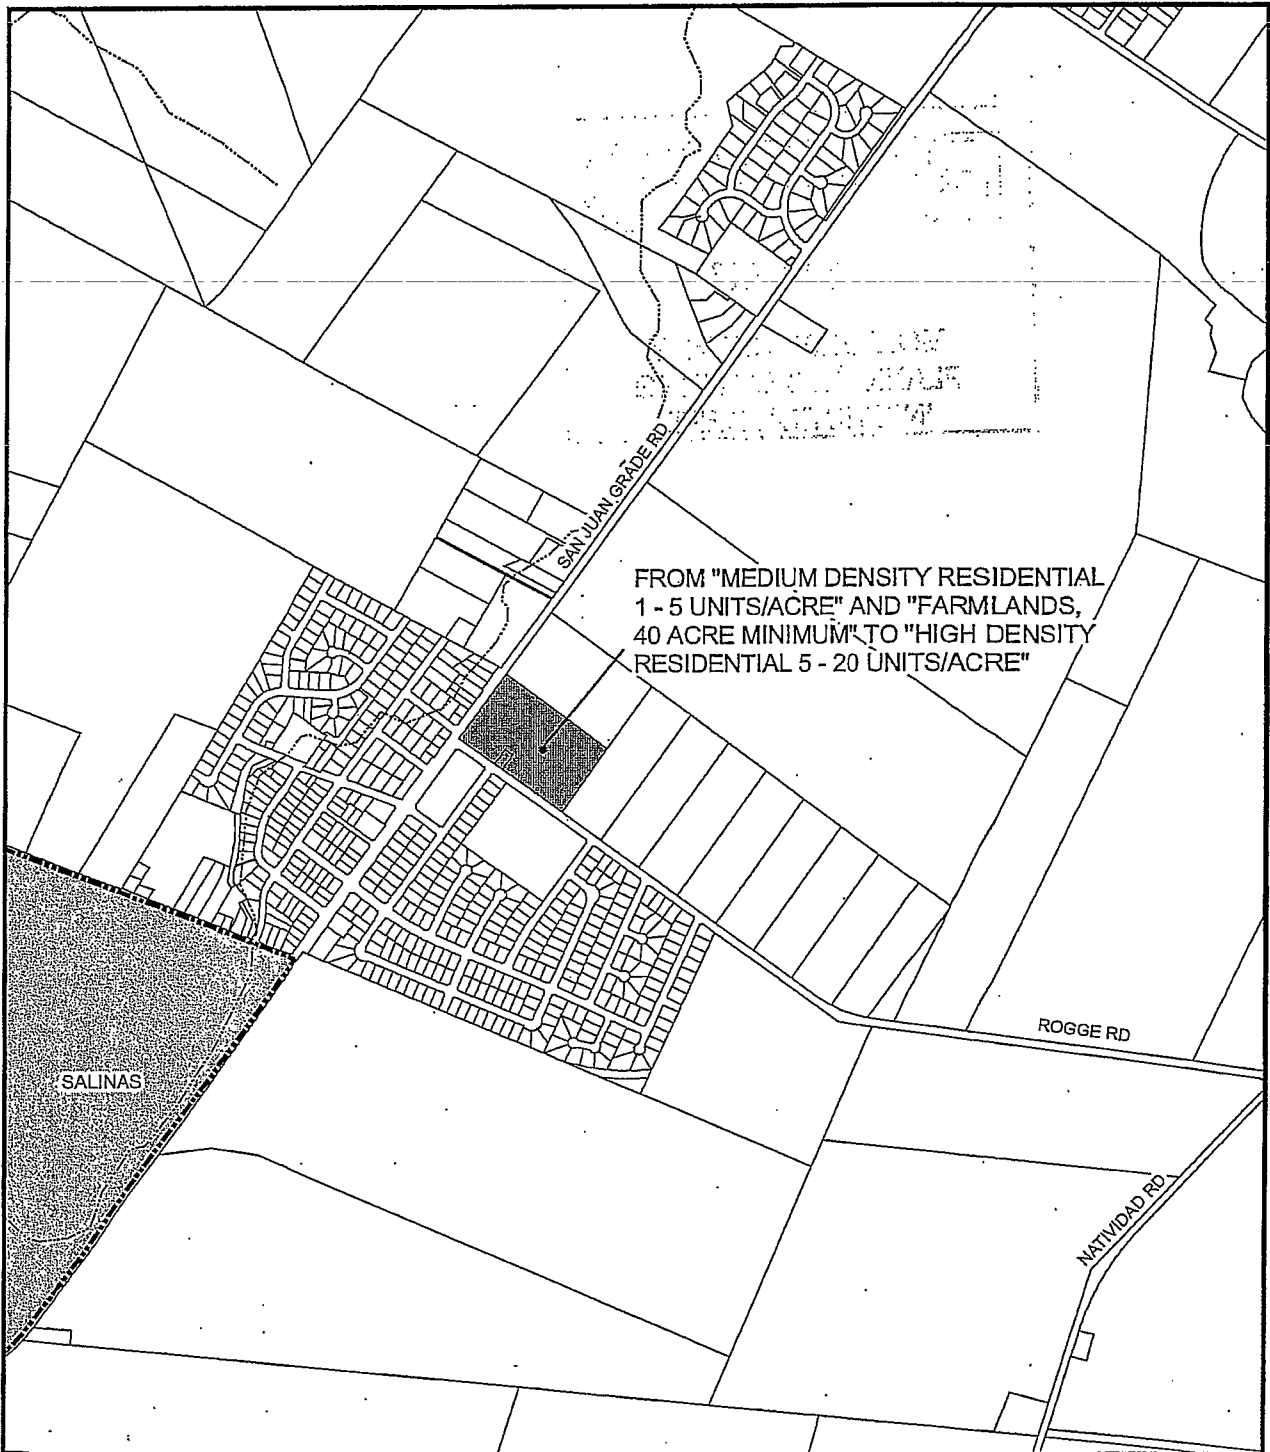 SAN JUAN GRADE RD
FROM "MEDIUM DENSITY RESIDENTIAL
1 - 5 UNITS/ACRE" AND "FARMLANDS,
40 ACRE MINIMUM" TO "HIGH DENSITY
RESIDENTIAL 5 - 20 UNITS/ACRE"
ROGGE RD
SALINAS
NATIVIDAD RD